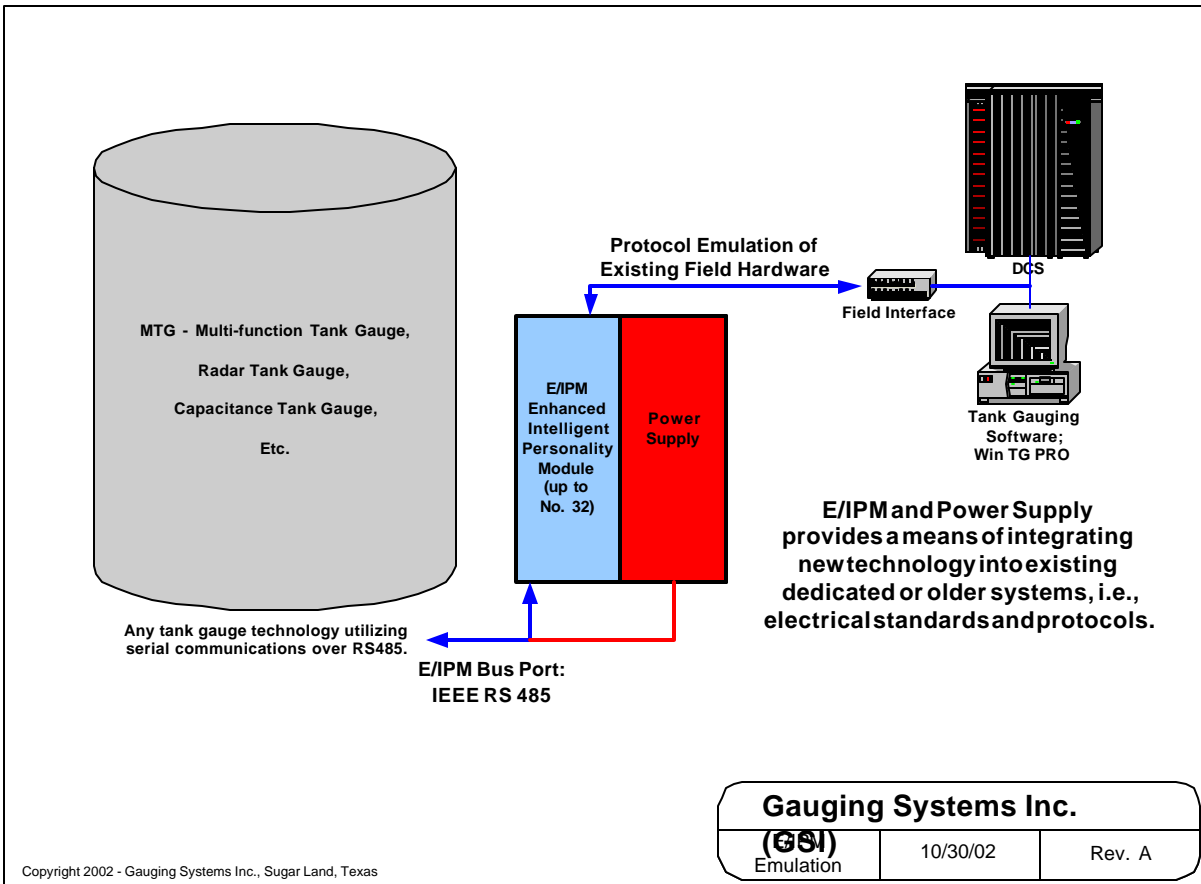 MTG - Multi-function Tank Gauge,
Radar Tank Gauge,
Capacitance Tank Gauge,
Etc.
Any tank gauge technology utilizing
serial communications over RS485.
Protocol Emulation of
Existing Field Hardware
E/IPM
Enhanced
Intelligent
Personality
Module
(up to
No. 32)
Power
Supply
E/IPM Bus Port:
IEEE RS 485
Field Interface
DCS
Tank Gauging
Software;
Win TG PRO
E/IPM and Power Supply
provides a means of integrating
new technology into existing
dedicated or older systems, i.e.,
electrical standards and protocols.
Gauging Systems Inc.
(GSI)
E/IPM
Emulation
10/30/02
Rev. A
Copyright 2002 - Gauging Systems Inc., Sugar Land, Texas